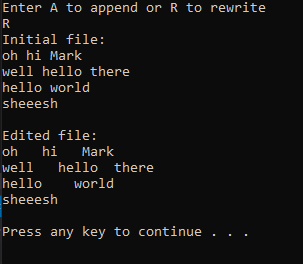 Enter A to append or R to rewrite
R
Initial file:
oh hi Mark
well hello there
hello world
sheeesh

Edited file:
oh   hi   Mark
well   hello  there
hello    world
sheeesh

Press any key to continue . . .